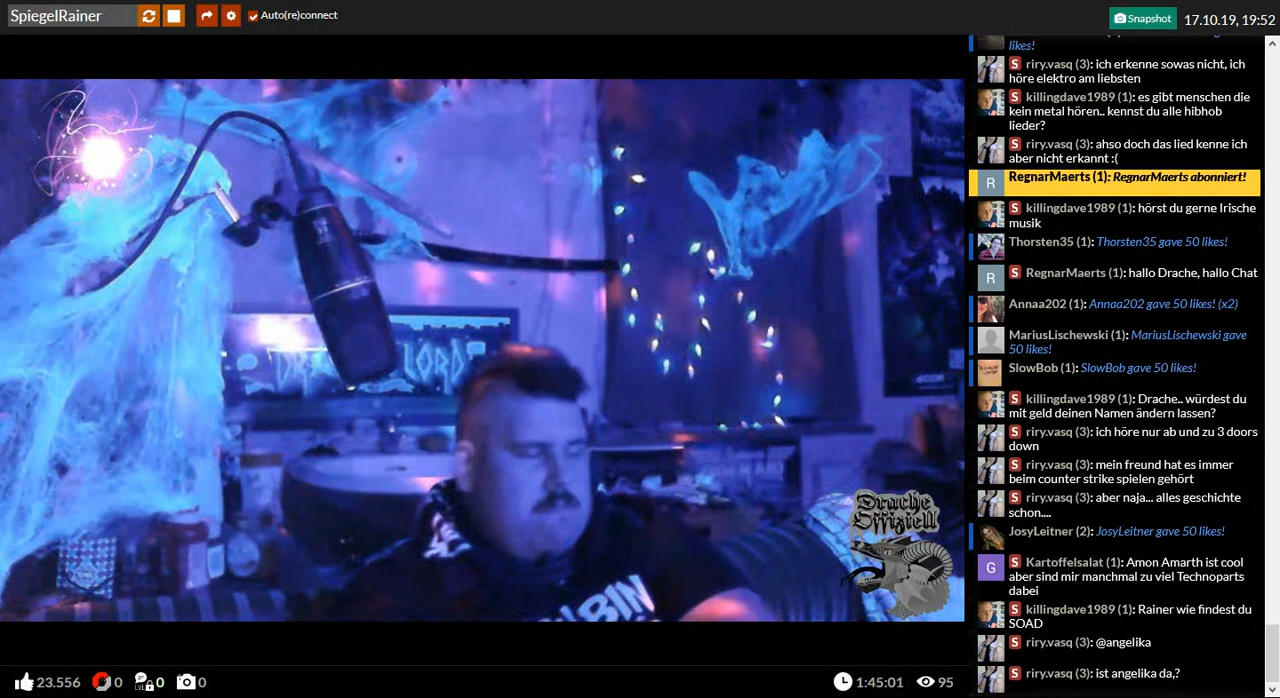 SpiegelRainer
Auto(re)connect
Snapshot
17.10.19, 19:52
likes!
S riry.vasq (3): ich erkenne sowas nicht, ich
höre elektro am liebsten
S killingdave1989 (1): es gibt menschen die
kein metal hören.. kennst du alle hibhob
lieder?
S riry.vasq (3): ahso doch das lied kenne ich
aber nicht erkannt :(
R
RegnarMaerts (1): RegnarMaerts abonniert!
S killingdave1989 (1): hörst du gerne Irische
musik
Thorsten35 (1): Thorsten35 gave 50 likes!
R
S RegnarMaerts (1): hallo Drache, hallo Chat
Annaa202 (1): Annaa202 gave 50 likes! (x2)
MariusLischewski (1): MariusLischewski gave
50 likes!
SlowBob (1): SlowBob gave 50 likes!
S killingdave1989 (1): Drache.. würdest du
mit geld deinen Namen ändern lassen?
S riry.vasq (3): ich höre nur ab und zu 3 doors
down
S riry.vasq (3): mein freund hat es immer
beim counter strike spielen gehört
S riry.vasq (3): aber naja... alles geschichte
schon....
JosyLeitner (2): JosyLeitner gave 50 likes!
G
S Kartoffelsalat (1): Amon Amarth ist cool
aber sind mir manchmal zu viel Technoparts
dabei
S killingdave1989 (1): Rainer wie findest du
SOAD
S riry.vasq (3): @angelika
S riry.vasq (3): ist angelika da,?
LORD
Drache
Offiziell
23.556
0
LVL
0
0
1:45:01
95